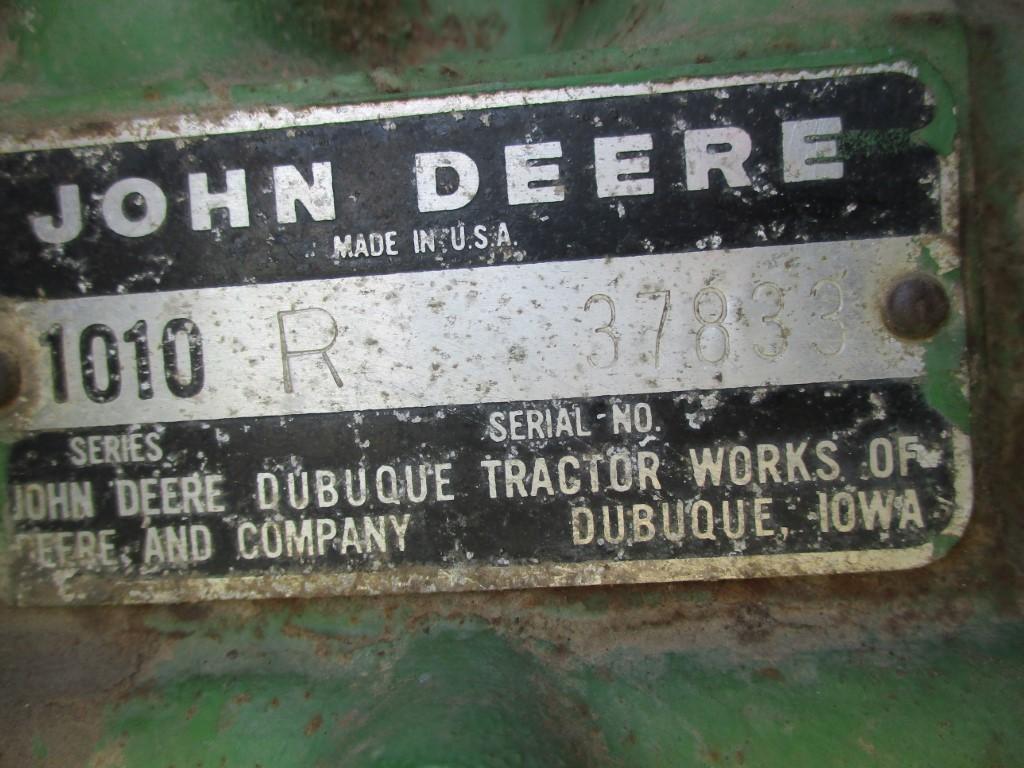 JOHN DEERE
MADE IN U.S.A.
1010 R 37833
SERIES SERIAL NO.
JOHN DEERE DUBUQUE TRACTOR WORKS OF
DEERE AND COMPANY DUBUQUE, IOWA